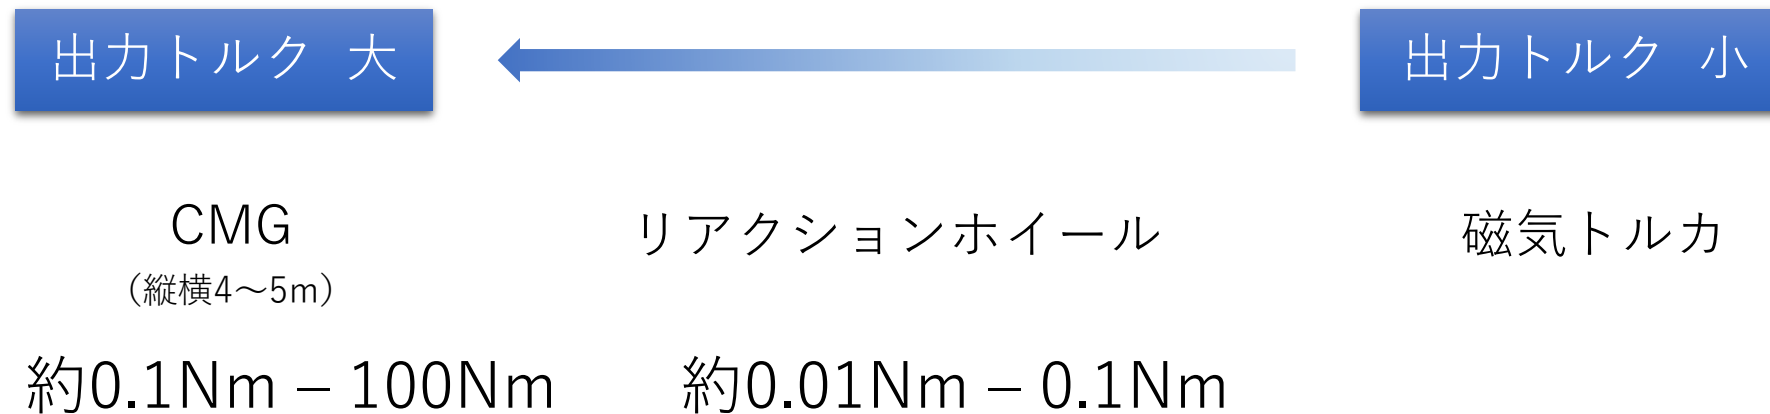 出力トルク 大
出力トルク 小
CMG
(縦横4～5m)
リアクションホイール
磁気トルカ
約0.1Nm – 100Nm
約0.01Nm – 0.1Nm